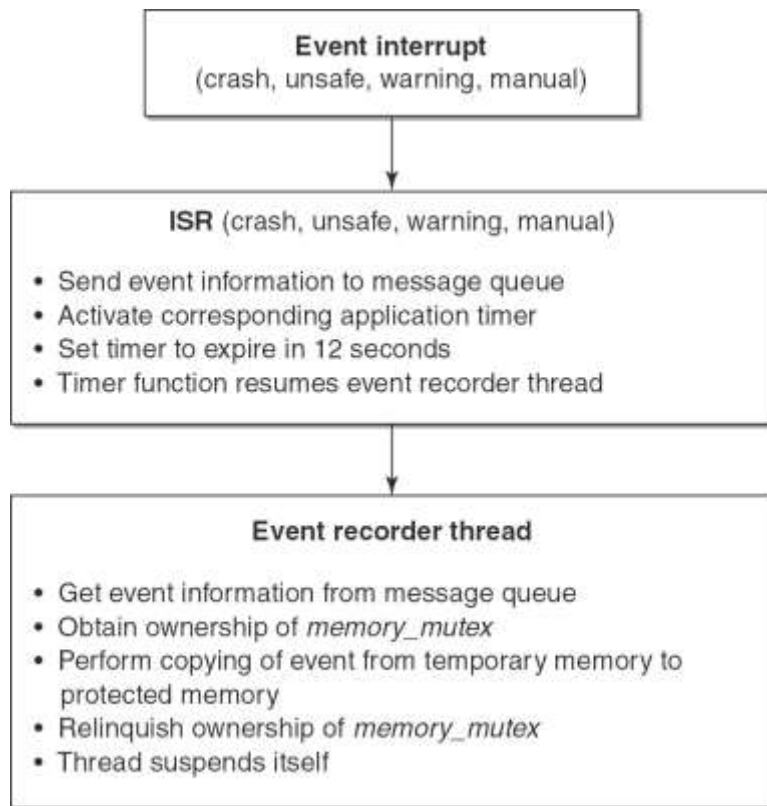 Event interrupt
(crash, unsafe, warning, manual)
ISR (crash, unsafe, warning, manual)
• Send event information to message queue
• Activate corresponding application timer
• Set timer to expire in 12 seconds
• Timer function resumes event recorder thread
Event recorder thread
• Get event information from message queue
• Obtain ownership of memory_mutex
• Perform copying of event from temporary memory to
protected memory
• Relinquish ownership of memory_mutex
• Thread suspends itself